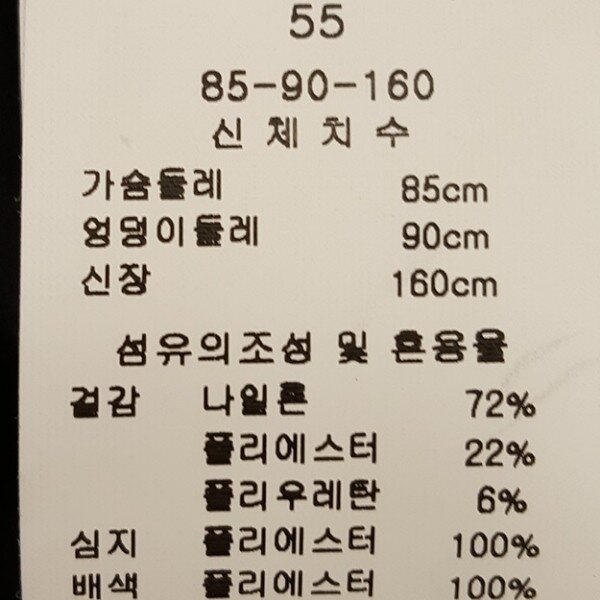 55
85-90-160
신 체 치 수
가슴둘레 85cm
엉덩이둘레 90cm
신장 160cm
섬유의조성 및 혼용율
겉감 나일론 72%
폴리에스터 22%
폴리우레탄 6%
심지 폴리에스터 100%
배색 폴리에스터 100%